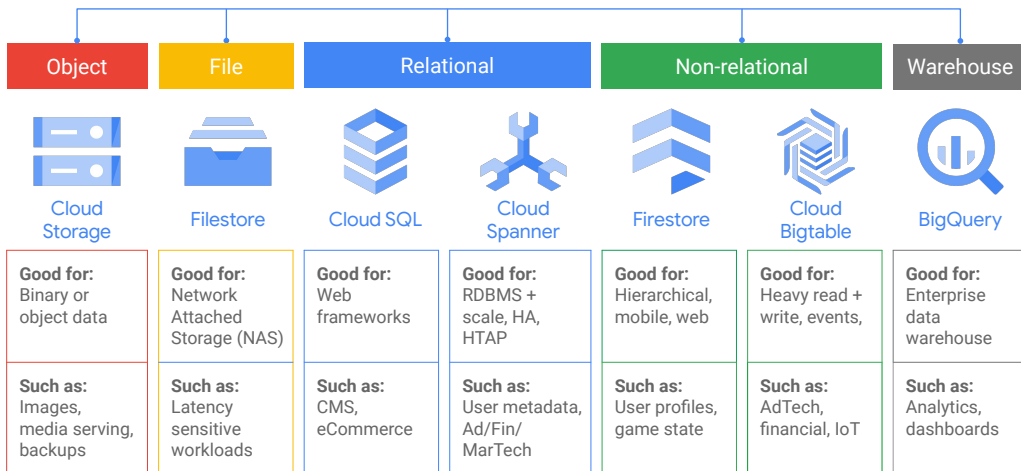 Object
File
Relational
Non-relational
Warehouse
Cloud
Storage
Filestore
Cloud SQL
Cloud
Spanner
Firestore
Cloud
Bigtable
BigQuery
Good for:
Binary or
object data
Good for:
Network
Attached
Storage (NAS)
Good for:
Web
frameworks
Good for:
RDBMS +
scale, HA,
HTAP
Good for:
Hierarchical,
mobile, web
Good for:
Heavy read +
write, events,
Good for:
Enterprise
data
warehouse
Such as:
Images,
media serving,
backups
Such as:
Latency
sensitive
workloads
Such as:
CMS,
eCommerce
Such as:
User metadata,
Ad/Fin/
MarTech
Such as:
User profiles,
game state
Such as:
AdTech,
financial, IoT
Such as:
Analytics,
dashboards